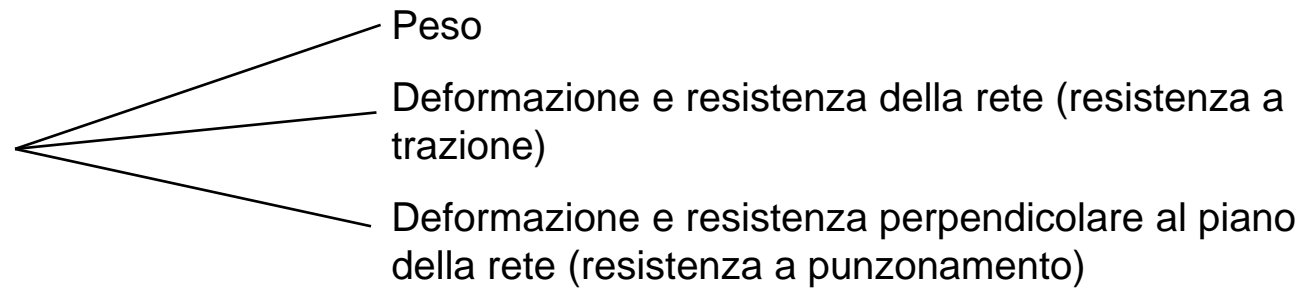 Peso
Deformazione e resistenza della rete (resistenza a
trazione)
Deformazione e resistenza perpendicolare al piano
della rete (resistenza a punzonamento)